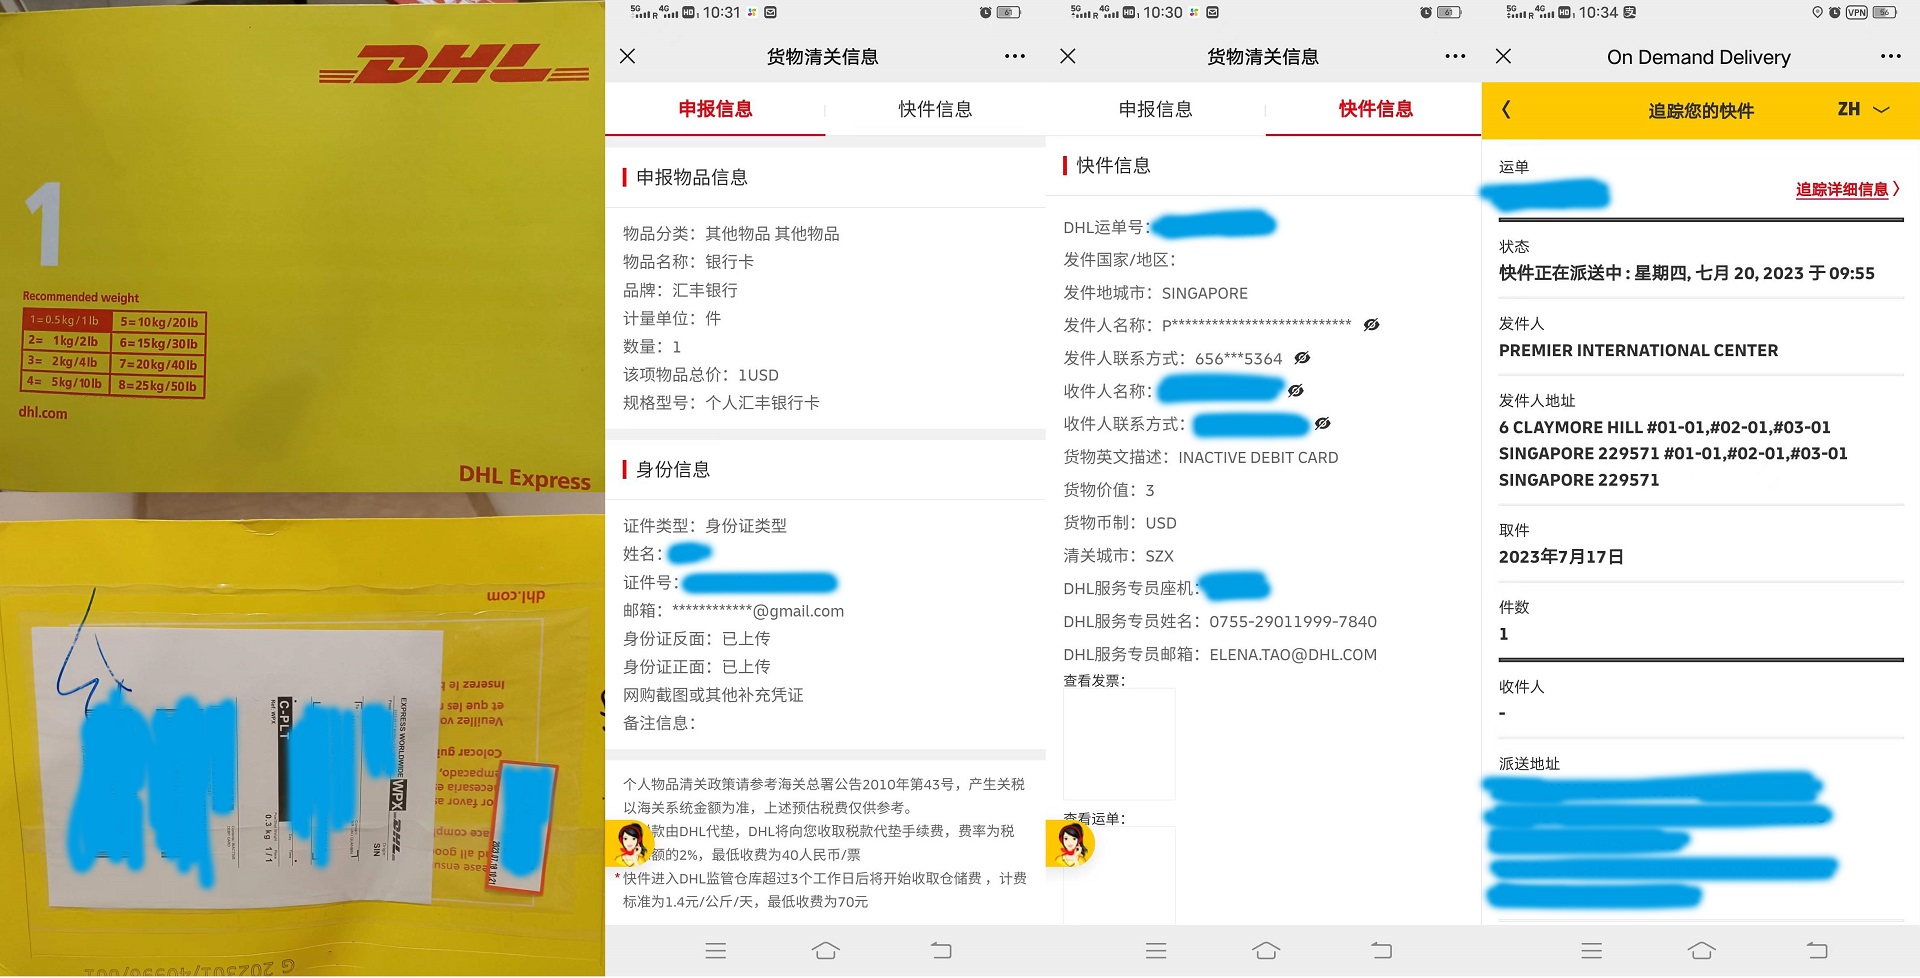 DHL
1
Recommended weight
1=0.5kg/1lb 5=10kg/20lb
2= 1kg/2lb 6=15kg/30lb
3= 2kg/4lb 7=20kg/40lb
4= 5kg/10lb 8=25kg/50lb
dhl.com
DHL Express
dhl.com
Inserez le
et que les
Veuillez vo
Colocar gui
empacado,
or favor as
EXPRESS WORLDWIDE WPX DHL
C-PLT
SIN
0.3 kg 1/1
10:31 61
货物清关信息
申报信息 快件信息
申报物品信息
物品分类：其他物品 其他物品
物品名称：银行卡
品牌：汇丰银行
计量单位：件
数量：1
该项物品总价：1USD
规格型号：个人汇丰银行卡
身份信息
证件类型：身份证类型
姓名：
证件号：
邮箱：************@gmail.com
身份证反面：已上传
身份证正面：已上传
网购截图或其他补充凭证
备注信息：
个人物品清关政策请参考海关总署公告2010年第43号，产生关税
以海关系统金额为准，上述预估税费仅供参考。
款由DHL代垫，DHL将向您收取税款代垫手续费，费率为税
额的2%，最低收费为40人民币/票
*快件进入DHL监管仓库超过3个工作日后将开始收取仓储费，计费
标准为1.4元/公斤/天，最低收费为70元
10:30 61
货物清关信息
申报信息 快件信息
快件信息
DHL运单号：
发件国家/地区：
发件地城市：SINGAPORE
发件人名称：P***************************
发件人联系方式：656***5364
收件人名称：
收件人联系方式：
货物英文描述：INACTIVE DEBIT CARD
货物价值：3
货物币制：USD
清关城市：SZX
DHL服务专员座机：
DHL服务专员姓名：0755-29011999-7840
DHL服务专员邮箱：ELENA.TAO@DHL.COM
查看发票：
查看运单：
10:34 VPN 56
On Demand Delivery
追踪您的快件 ZH
运单
追踪详细信息
状态
快件正在派送中 : 星期四, 七月 20, 2023 于 09:55
发件人
PREMIER INTERNATIONAL CENTER
发件人地址
6 CLAYMORE HILL #01-01,#02-01,#03-01
SINGAPORE 229571 #01-01,#02-01,#03-01
SINGAPORE 229571
取件
2023年7月17日
件数
1
收件人
-
派送地址